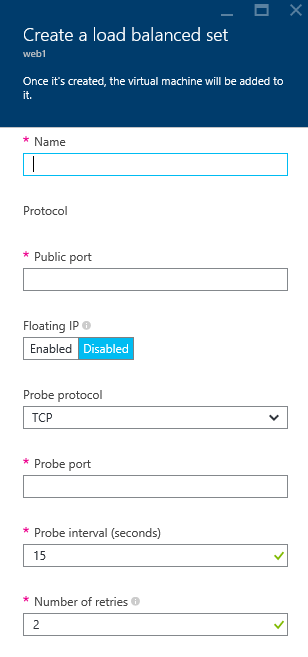 Create a load balanced set
web1
Once it's created, the virtual machine will be added to
it.
* Name
Protocol
* Public port
Floating IP
Enabled Disabled
Probe protocol
TCP
* Probe port
* Probe interval (seconds)
15
* Number of retries
2